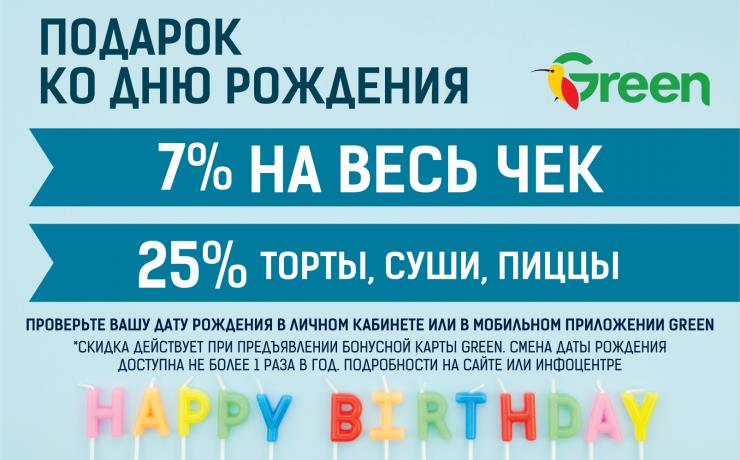 ПОДАРОК
КО ДНЮ РОЖДЕНИЯ
Green
7% НА ВЕСЬ ЧЕК
25% ТОРТЫ, СУШИ, ПИЦЦЫ
ПРОВЕРЬТЕ ВАШУ ДАТУ РОЖДЕНИЯ В ЛИЧНОМ КАБИНЕТЕ ИЛИ В МОБИЛЬНОМ ПРИЛОЖЕНИИ GREEN
*СКИДКА ДЕЙСТВУЕТ ПРИ ПРЕДЪЯВЛЕНИИ БОНУСНОЙ КАРТЫ GREEN. СМЕНА ДАТЫ РОЖДЕНИЯ
ДОСТУПНА НЕ БОЛЕЕ 1 РАЗА В ГОД. ПОДРОБНОСТИ НА САЙТЕ ИЛИ ИНФОЦЕНТРЕ
HAPPY BIRTHDAY